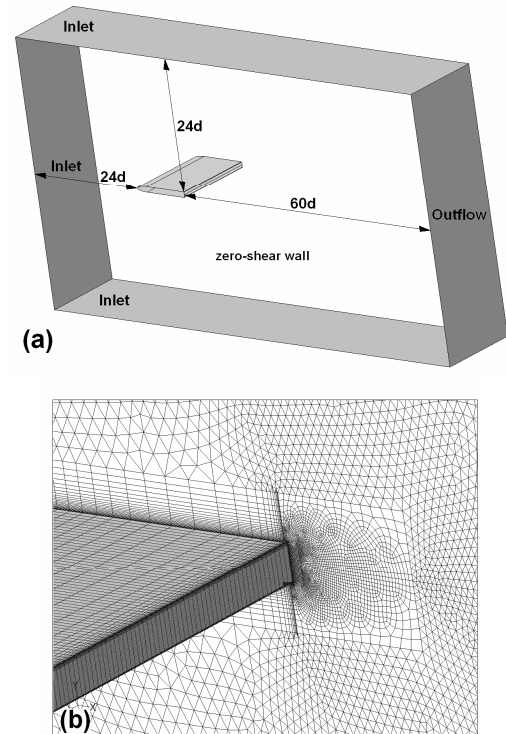 Inlet
24d
Inlet
24d
60d
Outflow
zero-shear wall
Inlet
(a)
Y
X
(b)